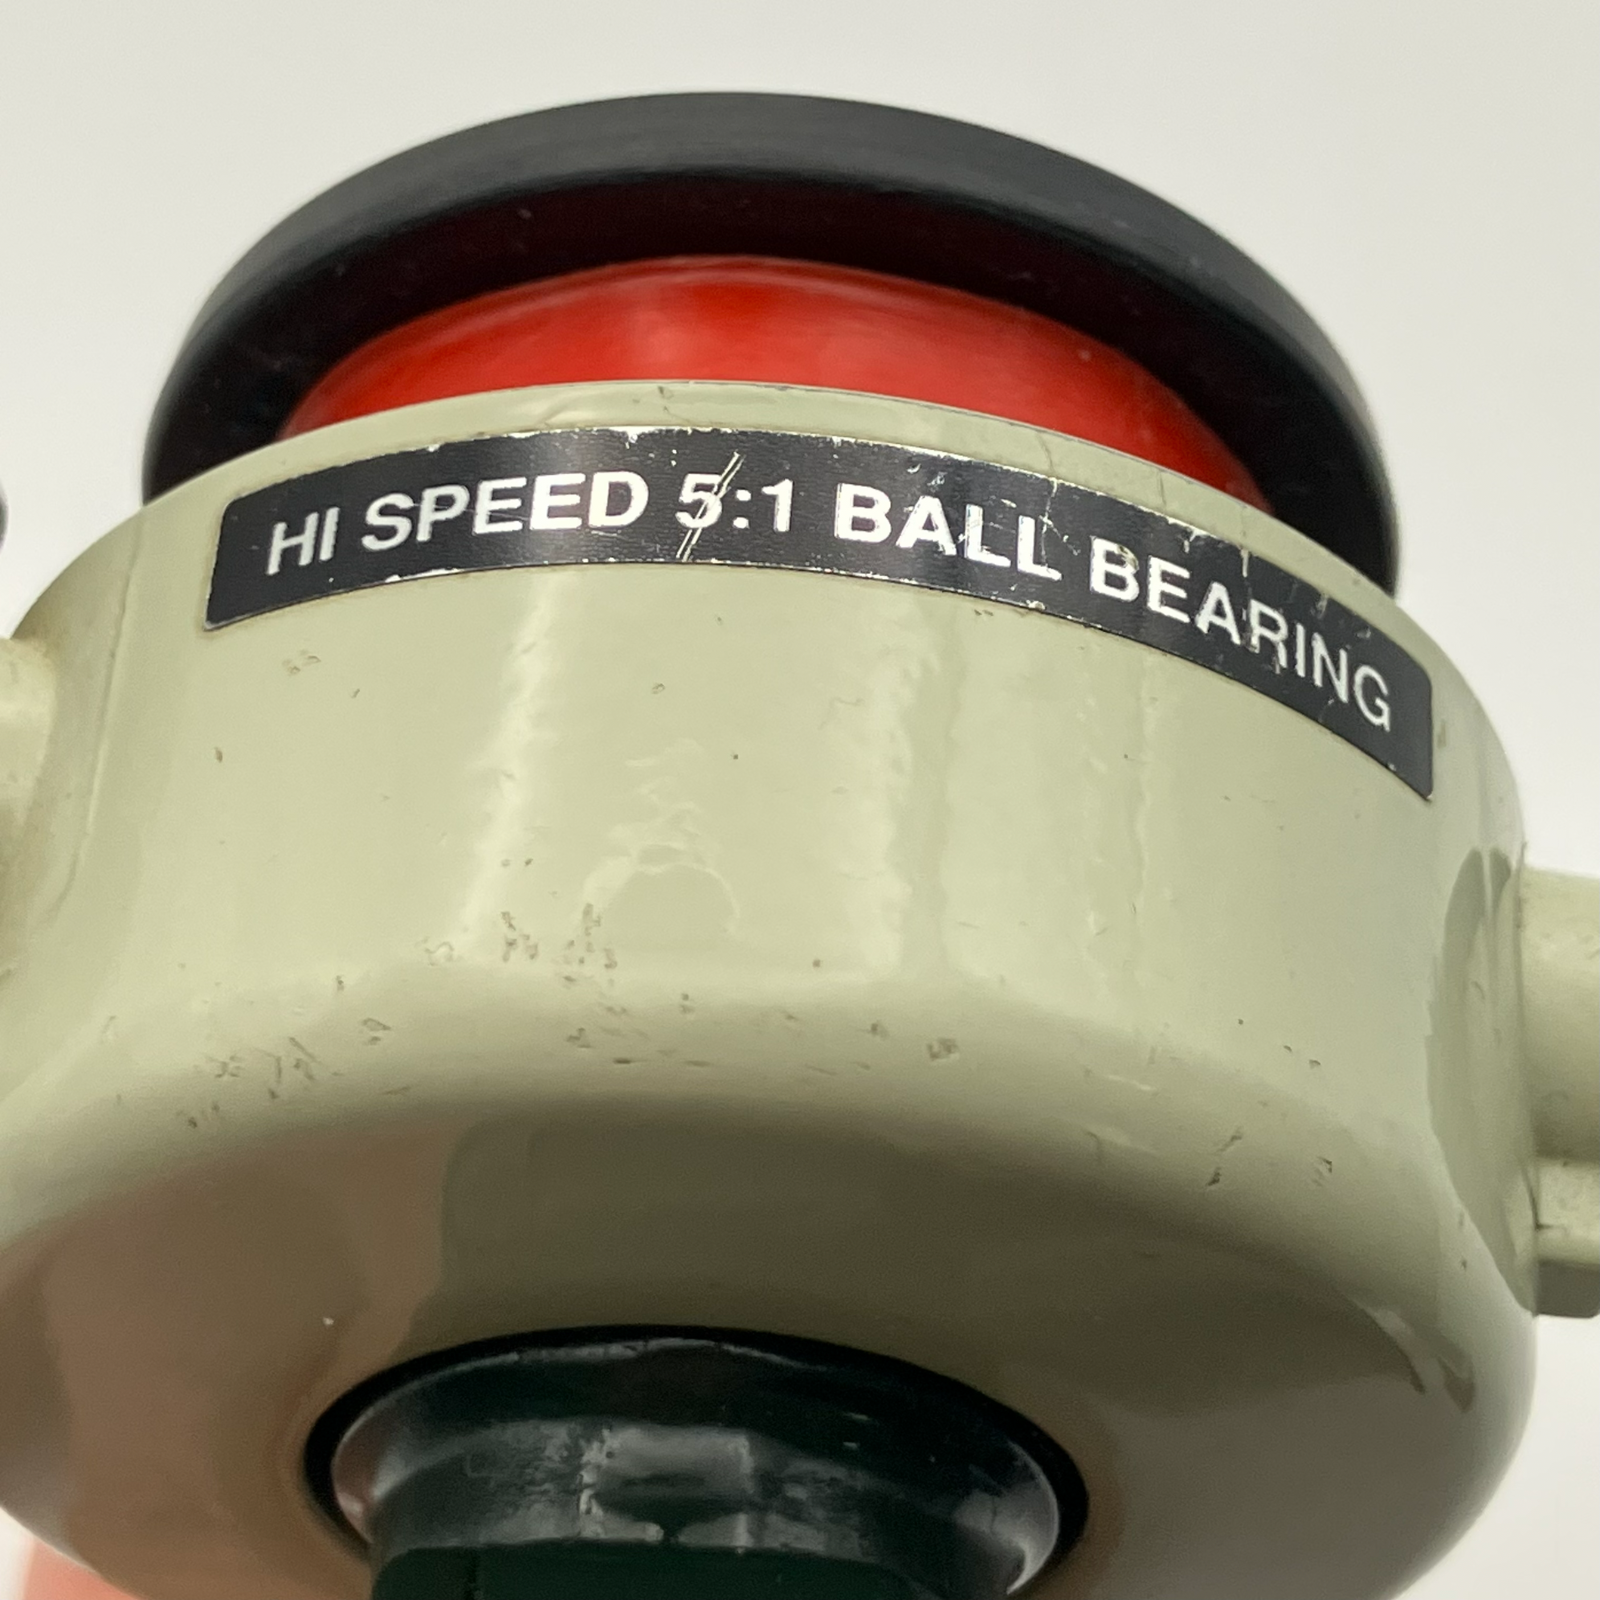 HI SPEED 5:1 BALL BEARING